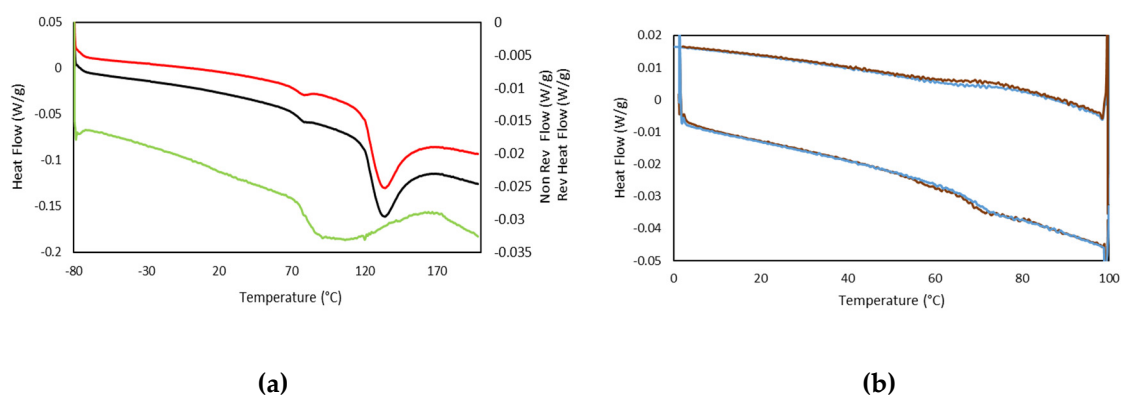 0.05
0
-0.05
-0.1
-0.15
-0.2
Heat Flow (W/g)
-80 -30 20 70 120 170
Temperature (°C)
0
-0.005
-0.01
-0.015
-0.02
-0.025
-0.03
-0.035
Non Rev Flow (W/g)
Rev Heat Flow (W/g)
(a)
0.02
0.01
0
-0.01
-0.02
-0.03
-0.04
-0.05
Heat Flow (W/g)
0 20 40 60 80 100
Temperature (°C)
(b)